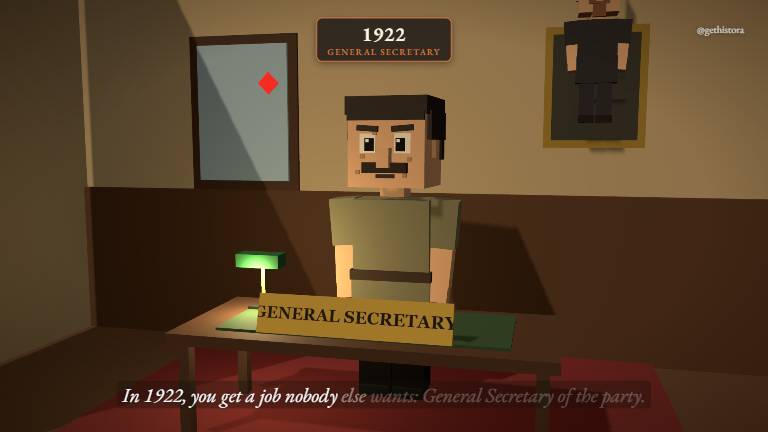 1922
GENERAL SECRETARY
@gethistora
GENERAL SECRETARY
In 1922, you get a job nobody else wants: General Secretary of the party.